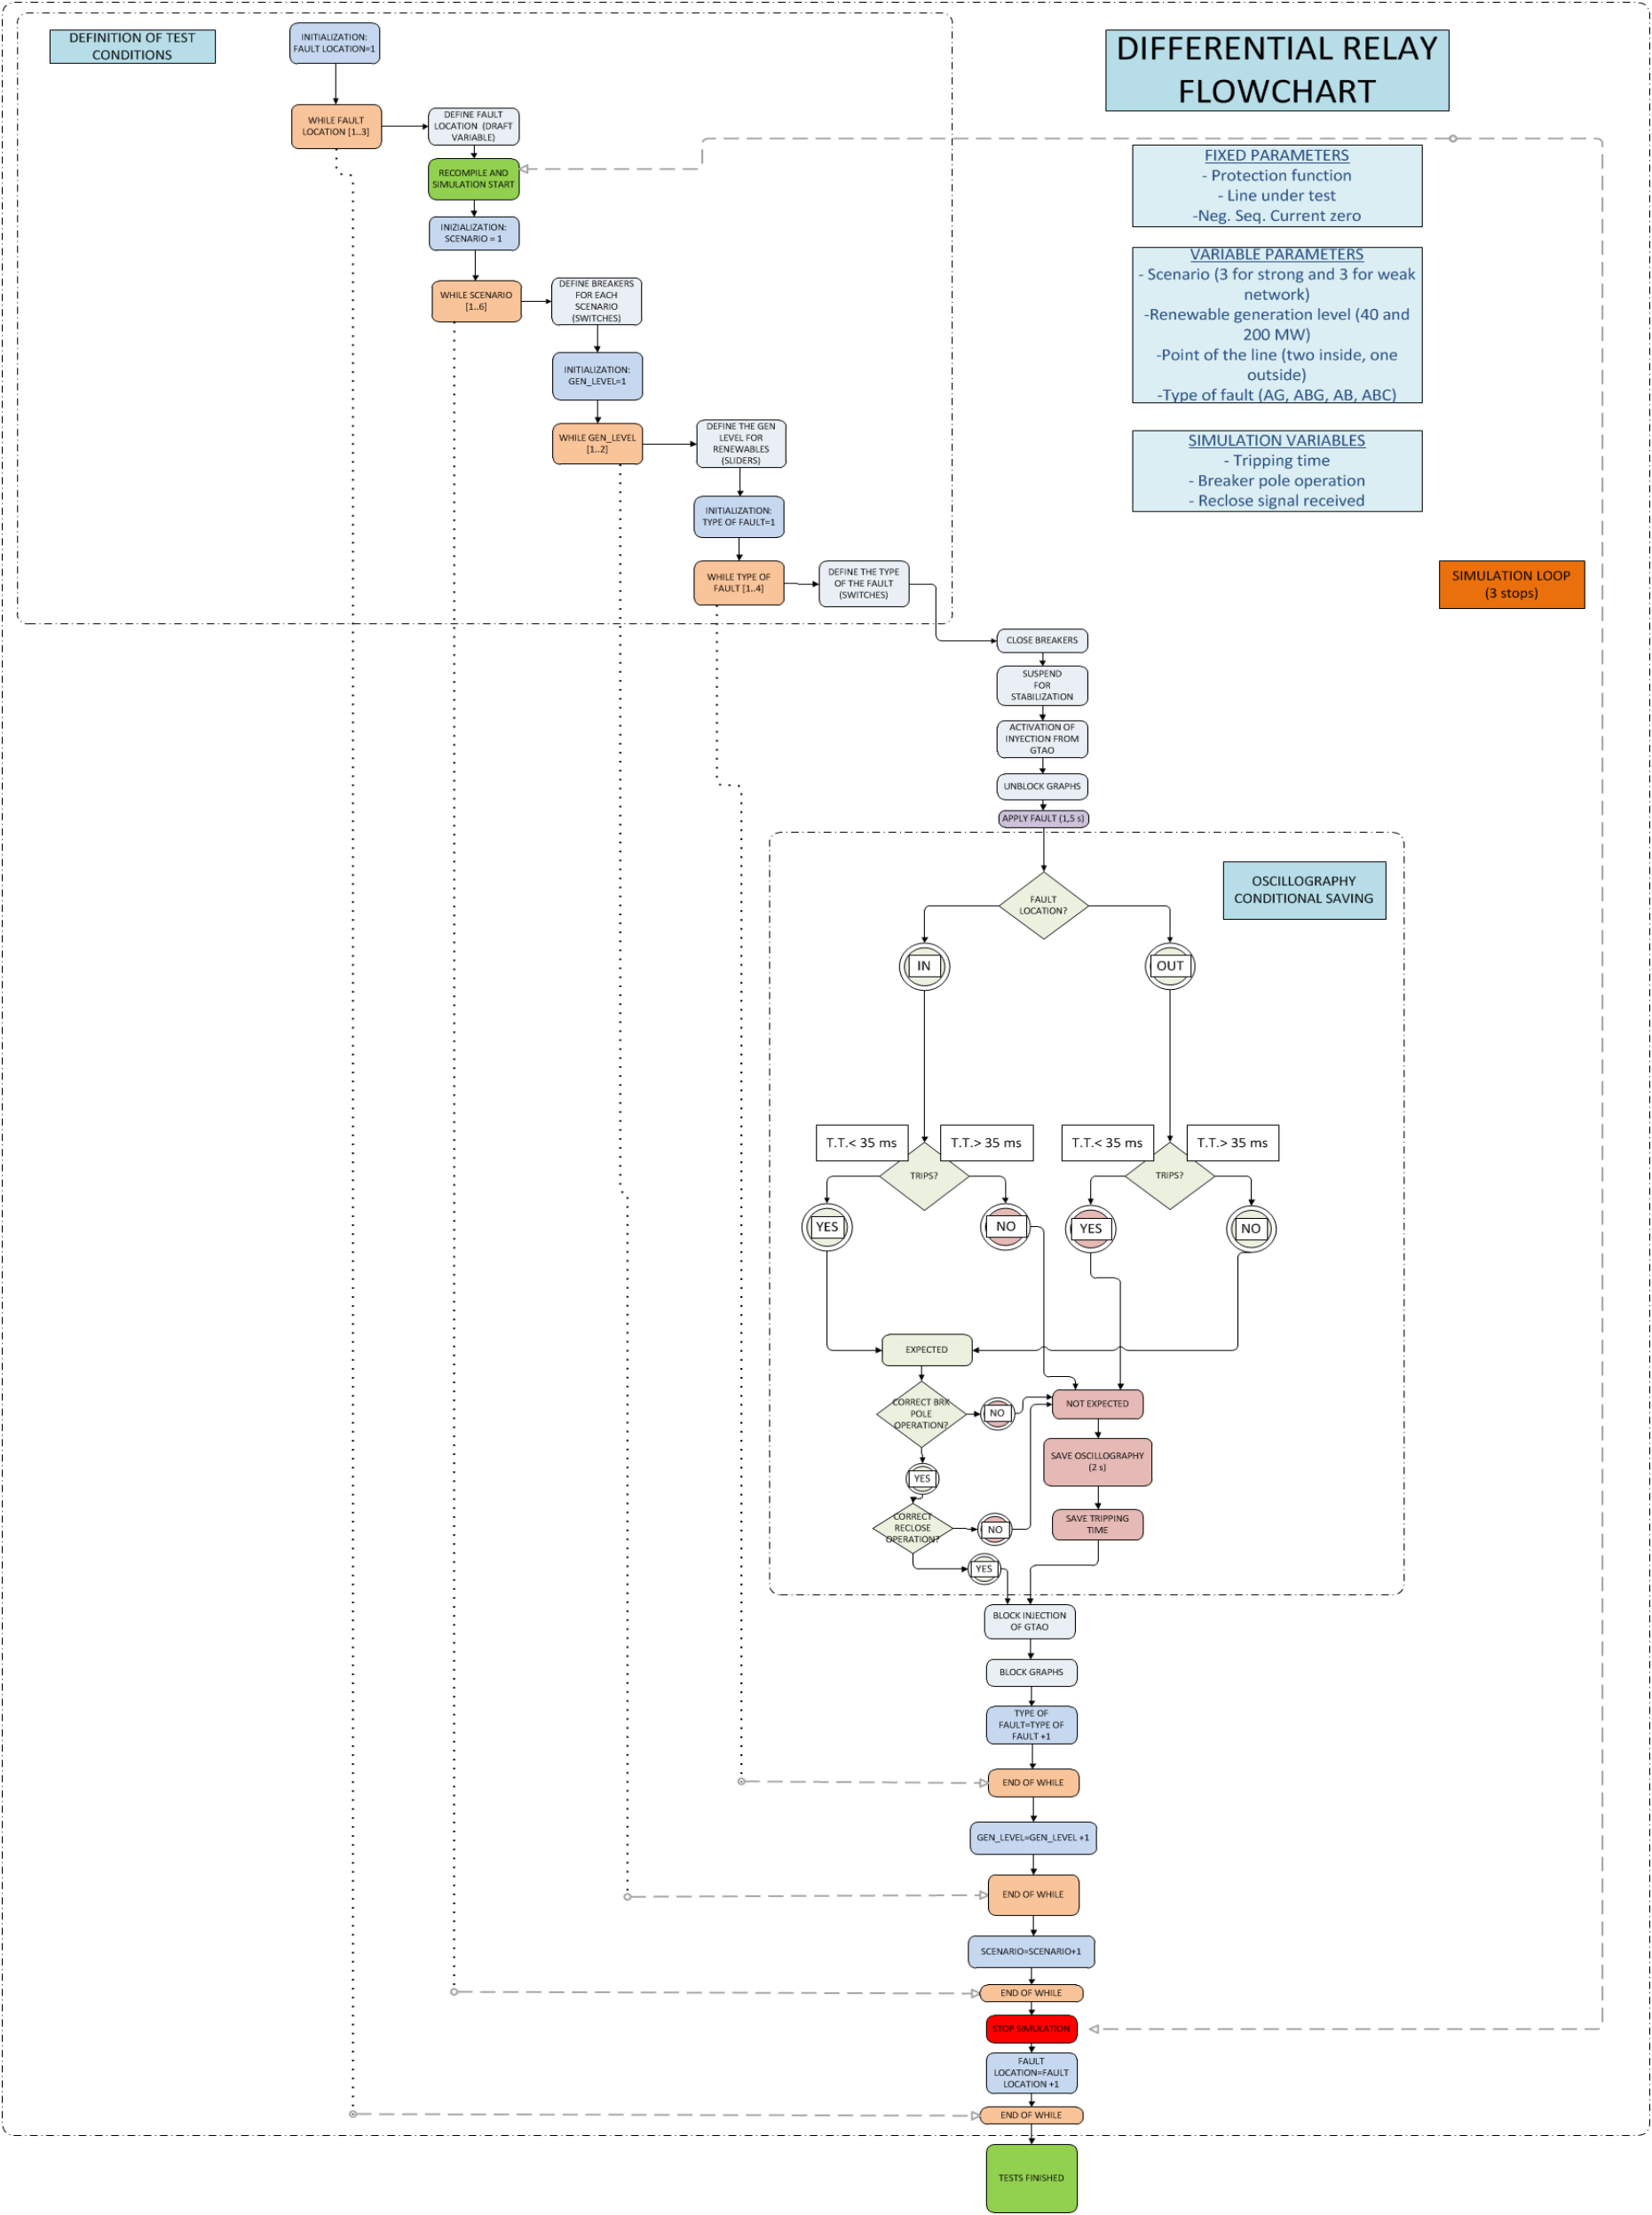 DEFINITION OF TEST
CONDITIONS
INITIALIZATION:
FAULT LOCATION=1
DIFFERENTIAL RELAY
FLOWCHART
WHILE FAULT
LOCATION [1..3]
DEFINE FAULT
LOCATION (DRAFT
VARIABLE)
RECOMPILE AND
SIMULATION START
INIZIALIZATION:
SCENARIO = 1
WHILE SCENARIO
[1..6]
DEFINE BREAKERS
FOR EACH
SCENARIO
(SWITCHES)
INITIALIZATION:
GEN_LEVEL=1
WHILE GEN_LEVEL
[1..2]
DEFINE THE GEN
LEVEL FOR
RENEWABLES
(SLIDERS)
INITIALIZATION:
TYPE OF FAULT=1
WHILE TYPE OF
FAULT [1..4]
DEFINE THE TYPE
OF THE FAULT
(SWITCHES)
FIXED PARAMETERS
- Protection function
- Line under test
-Neg. Seq. Current zero
VARIABLE PARAMETERS
- Scenario (3 for strong and 3 for weak
network)
-Renewable generation level (40 and
200 MW)
-Point of the line (two inside, one
outside)
-Type of fault (AG, ABG, AB, ABC)
SIMULATION VARIABLES
- Tripping time
- Breaker pole operation
- Reclose signal received
SIMULATION LOOP
(3 stops)
CLOSE BREAKERS
SUSPEND
FOR
STABILIZATION
ACTIVATION OF
INYECTION FROM
GTAO
UNBLOCK GRAPHS
APPLY FAULT (1,5 s)
OSCILLOGRAPHY
CONDITIONAL SAVING
FAULT
LOCATION?
IN
OUT
T.T.< 35 ms
T.T.> 35 ms
T.T.< 35 ms
T.T.> 35 ms
TRIPS?
TRIPS?
YES
NO
YES
NO
EXPECTED
CORRECT BRK
POLE
OPERATION?
NO
NOT EXPECTED
SAVE OSCILLOGRAPHY
(2 s)
YES
CORRECT
RECLOSE
OPERATION?
NO
SAVE TRIPPING
TIME
YES
BLOCK INJECTION
OF GTAO
BLOCK GRAPHS
TYPE OF
FAULT=TYPE OF
FAULT +1
END OF WHILE
GEN_LEVEL=GEN_LEVEL +1
END OF WHILE
SCENARIO=SCENARIO+1
END OF WHILE
STOP SIMULATION
FAULT
LOCATION=FAULT
LOCATION +1
END OF WHILE
TESTS FINISHED